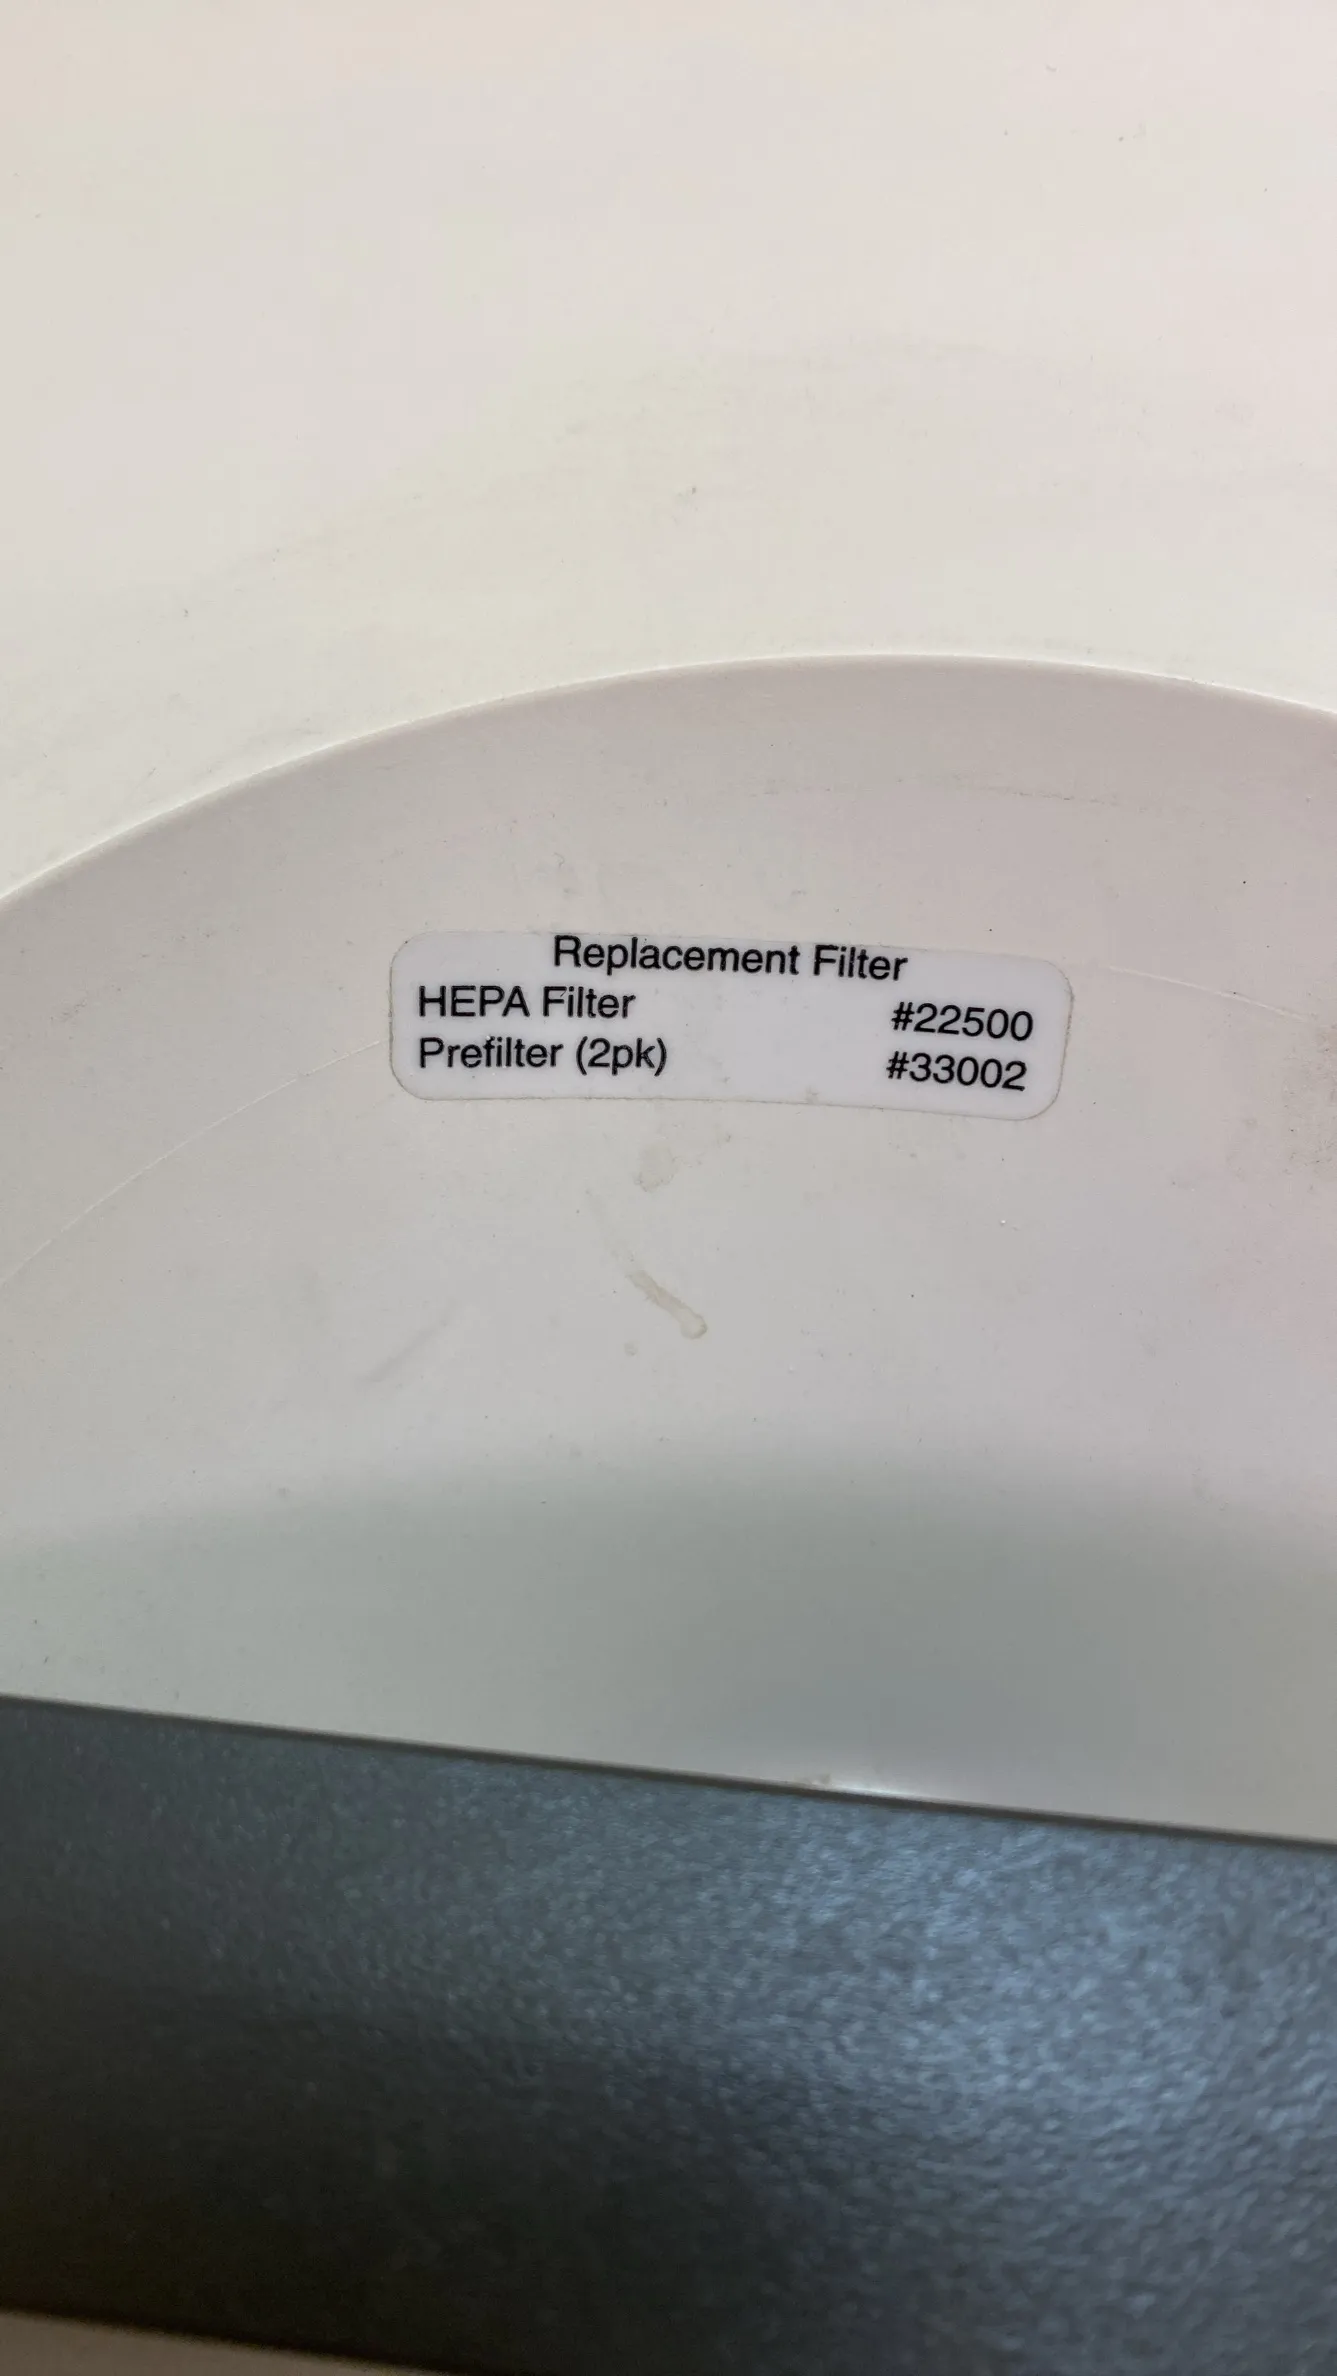 Replacement Filter
HEPA Filter #22500
Prefilter (2pk) #33002